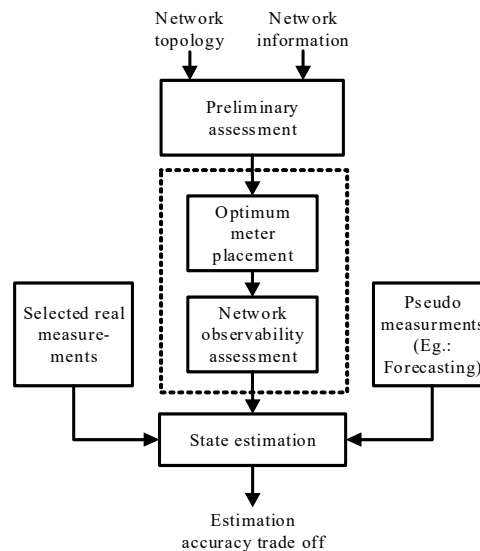 Network
topology
Network
information
Preliminary
assessment
Optimum
meter
placement
Selected real
measure-
ments
Network
observability
assessment
Pseudo
measurments
(Eg.:
Forecasting)
State estimation
Estimation
accuracy trade off